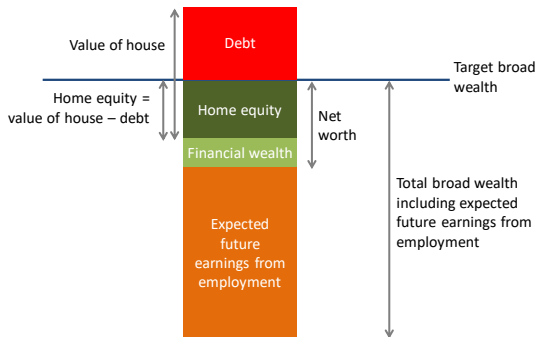 Value of house
Debt
Target broad
wealth
Home equity =
value of house – debt
Home equity
Net
worth
Financial wealth
Total broad wealth
including expected
future earnings from
employment
Expected
future
earnings from
employment